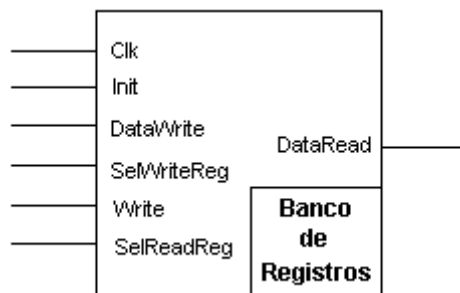 Clk
Init
DataWrite
DataRead
SelWriteReg
Write
SelReadReg
Banco
de
Registros